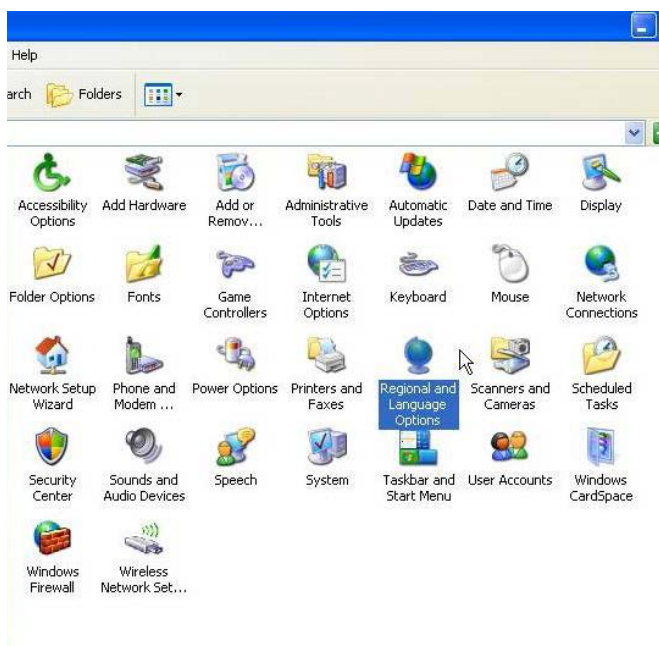 Help
arch Folders
Accessibility Options
Add Hardware
Add or Remov...
Administrative Tools
Automatic Updates
Date and Time
Display
Folder Options
Fonts
Game Controllers
Internet Options
Keyboard
Mouse
Network Connections
Network Setup Wizard
Phone and Modem ...
Power Options
Printers and Faxes
Regional and Language Options
Scanners and Cameras
Scheduled Tasks
Security Center
Sounds and Audio Devices
Speech
System
Taskbar and Start Menu
User Accounts
Windows CardSpace
Windows Firewall
Wireless Network Set...